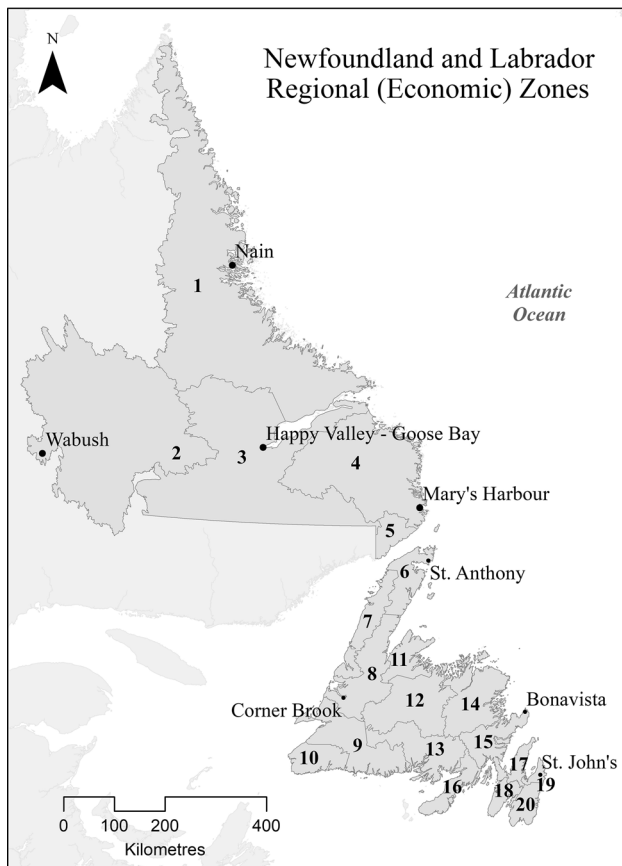 Newfoundland and Labrador
Regional (Economic) Zones
N
Nain
1
Atlantic
Ocean
Wabush
2
3
Happy Valley - Goose Bay
4
Mary's Harbour
5
6
St. Anthony
7
8
11
Corner Brook
12
14
Bonavista
10
9
13
15
17
St. John's
16
18
19
20
0 100 200 400
Kilometres